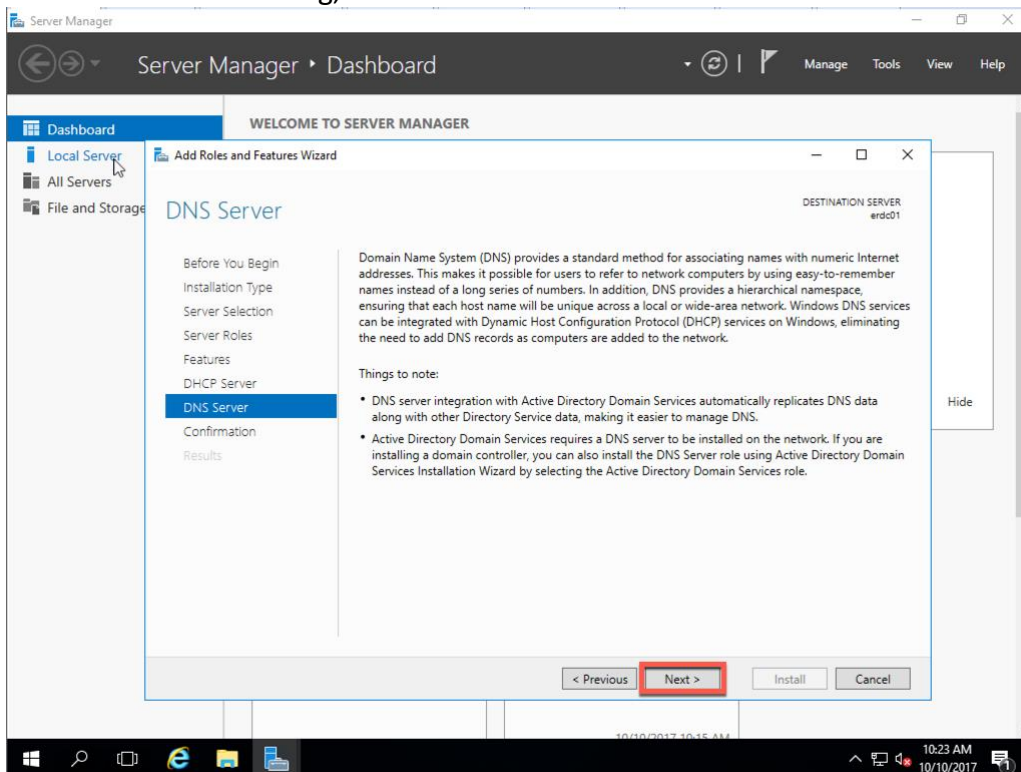 Server Manager
Server Manager • Dashboard
Manage Tools View Help
Dashboard
Local Server
All Servers
File and Storage
WELCOME TO SERVER MANAGER
Add Roles and Features Wizard
DNS Server
DESTINATION SERVER
erdc01
Before You Begin
Installation Type
Server Selection
Server Roles
Features
DHCP Server
DNS Server
Confirmation
Results
Domain Name System (DNS) provides a standard method for associating names with numeric Internet
addresses. This makes it possible for users to refer to network computers by using easy-to-remember
names instead of a long series of numbers. In addition, DNS provides a hierarchical namespace,
ensuring that each host name will be unique across a local or wide-area network. Windows DNS services
can be integrated with Dynamic Host Configuration Protocol (DHCP) services on Windows, eliminating
the need to add DNS records as computers are added to the network.
Things to note:
• DNS server integration with Active Directory Domain Services automatically replicates DNS data
along with other Directory Service data, making it easier to manage DNS.
• Active Directory Domain Services requires a DNS server to be installed on the network. If you are
installing a domain controller, you can also install the DNS Server role using Active Directory Domain
Services Installation Wizard by selecting the Active Directory Domain Services role.
Hide
< Previous Next > Install Cancel
10/10/2017 10:15 AM
10:23 AM
10/10/2017